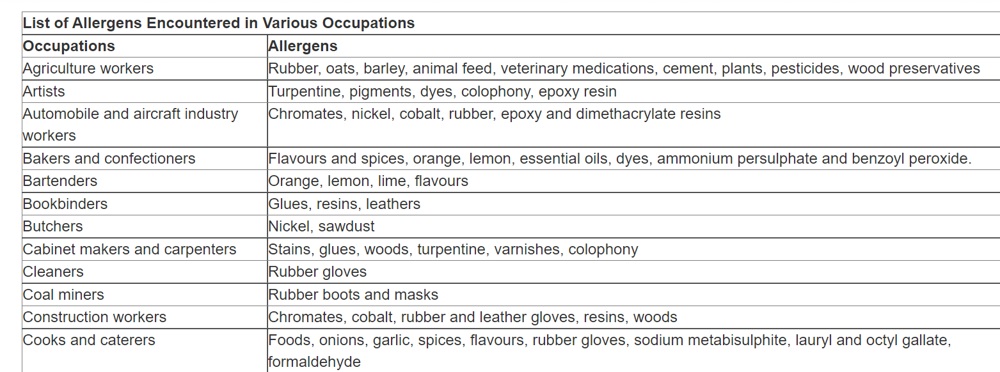 List of Allergens Encountered in Various Occupations
Occupations Allergens
Agriculture workers Rubber, oats, barley, animal feed, veterinary medications, cement, plants, pesticides, wood preservatives
Artists Turpentine, pigments, dyes, colophony, epoxy resin
Automobile and aircraft industry Chromates, nickel, cobalt, rubber, epoxy and dimethacrylate resins
workers
Bakers and confectioners Flavours and spices, orange, lemon, essential oils, dyes, ammonium persulphate and benzoyl peroxide.
Bartenders Orange, lemon, lime, flavours
Bookbinders Glues, resins, leathers
Butchers Nickel, sawdust
Cabinet makers and carpenters Stains, glues, woods, turpentine, varnishes, colophony
Cleaners Rubber gloves
Coal miners Rubber boots and masks
Construction workers Chromates, cobalt, rubber and leather gloves, resins, woods
Cooks and caterers Foods, onions, garlic, spices, flavours, rubber gloves, sodium metabisulphite, lauryl and octyl gallate,
formaldehyde